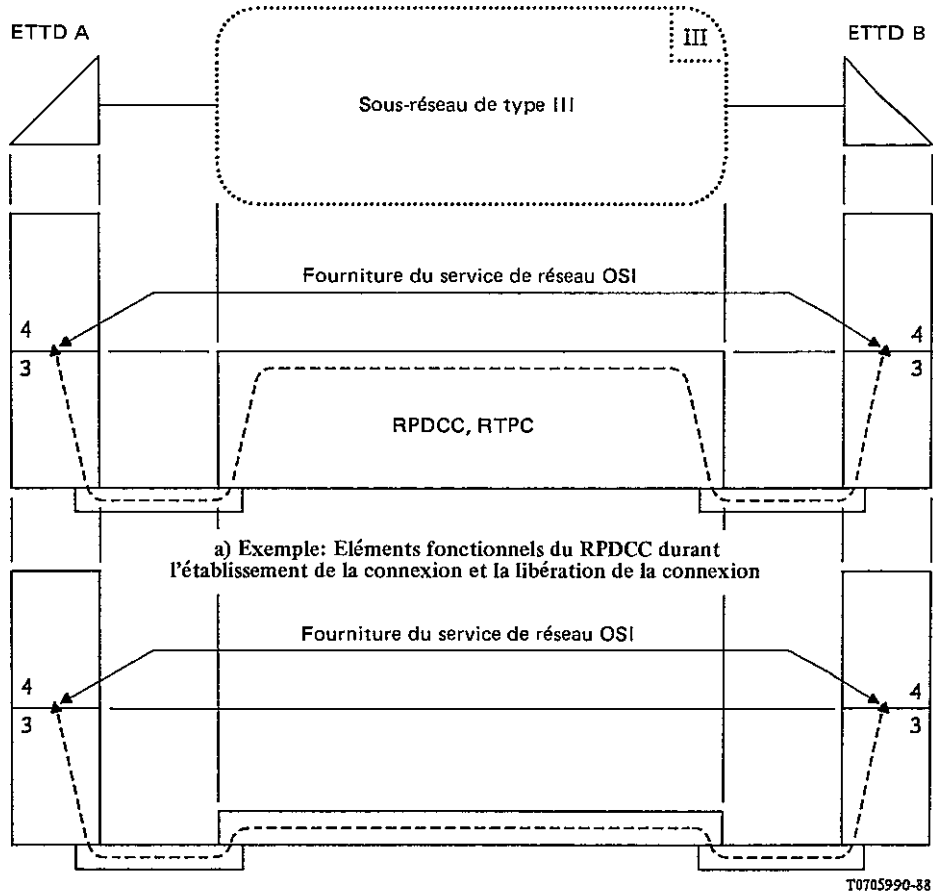 ETTD A
ETTD B
III
Sous-réseau de type III
Fourniture du service de réseau OSI
4
4
3
3
RPDCC, RTPC
a) Exemple: Eléments fonctionnels du RPDCC durant
l'établissement de la connexion et la libération de la connexion
Fourniture du service de réseau OSI
4
4
3
3
T0705990-88